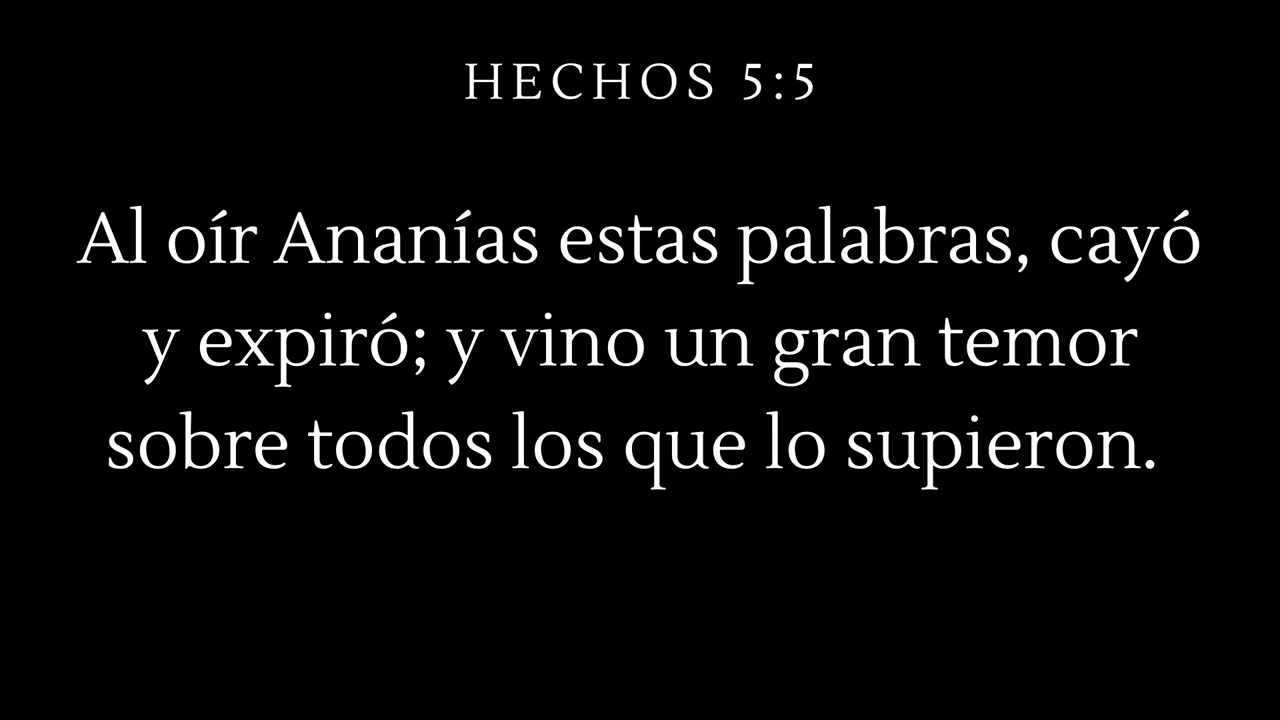 HECHOS 5:5
Al oír Ananías estas palabras, cayó
y expiró; y vino un gran temor
sobre todos los que lo supieron.